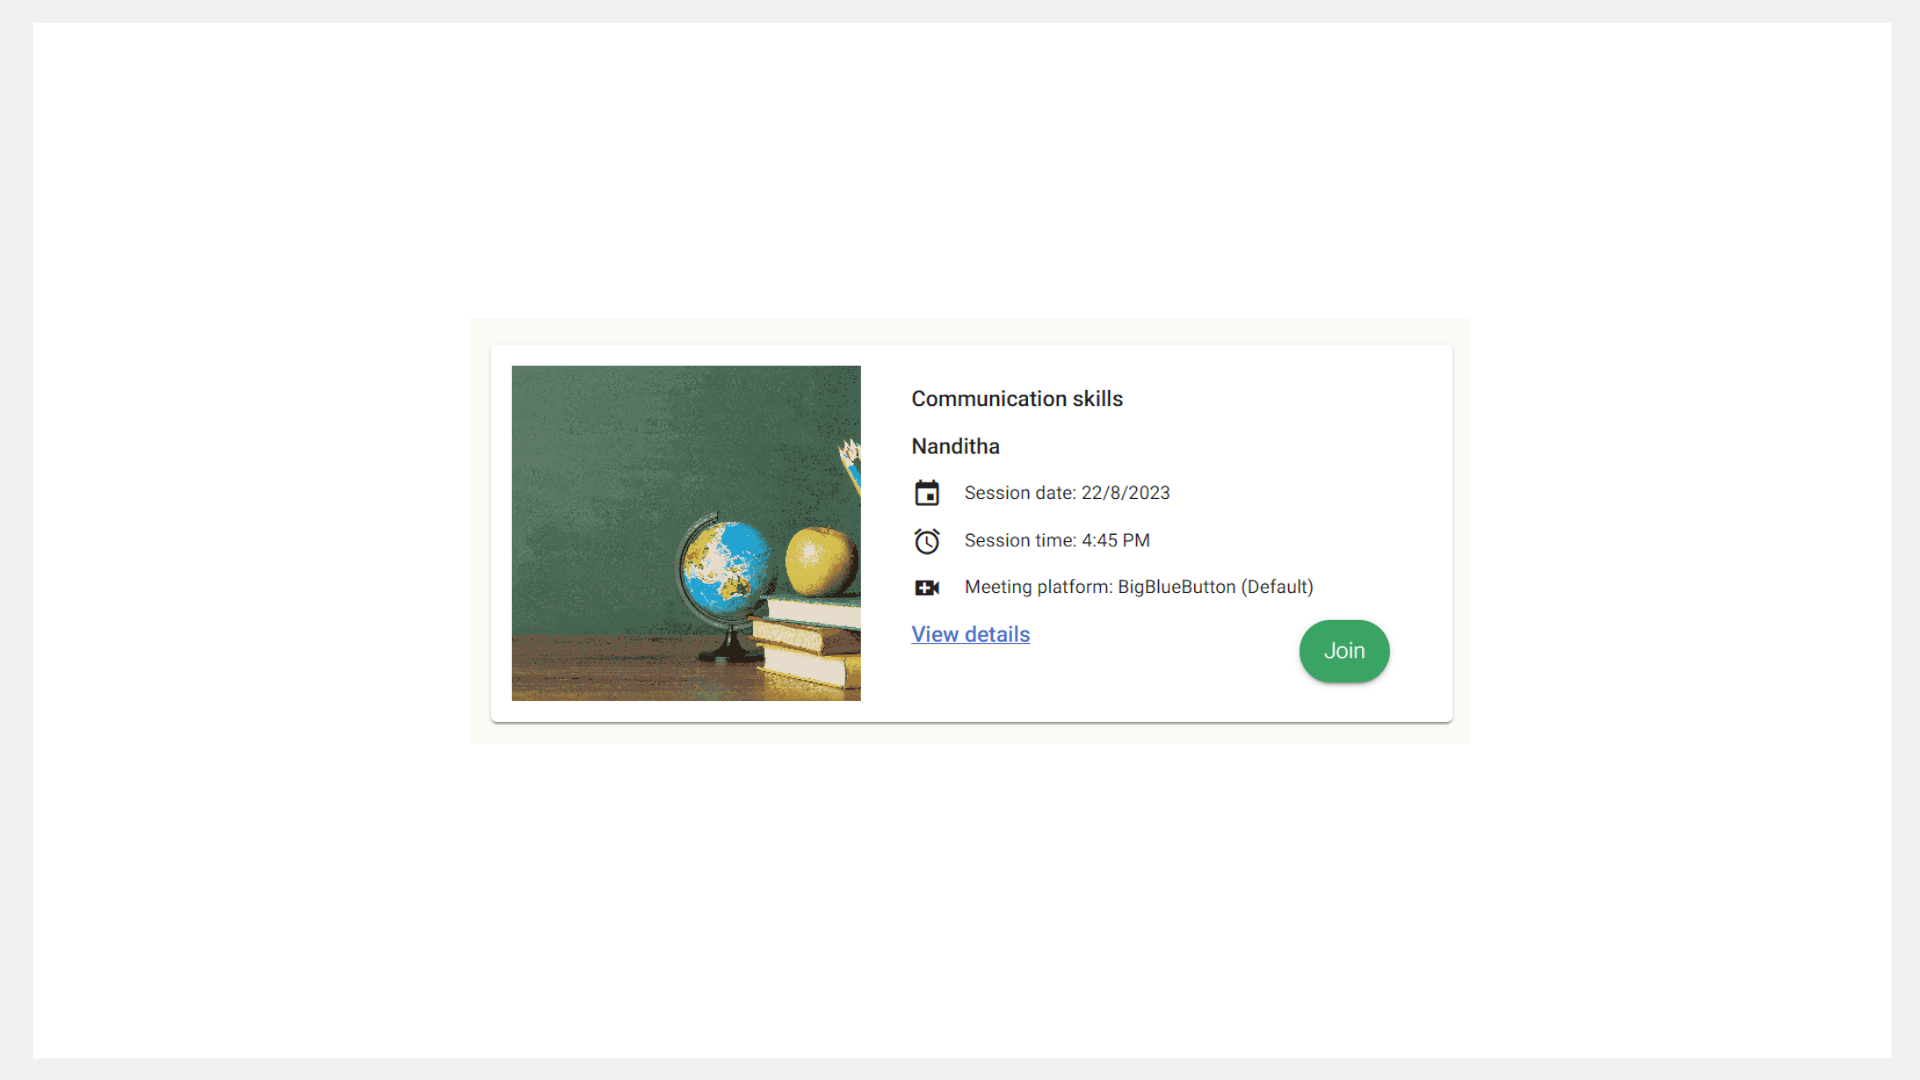 Communication skills
Nanditha
Session date: 22/8/2023
Session time: 4:45 PM
Meeting platform: BigBlueButton (Default)
View details
Join